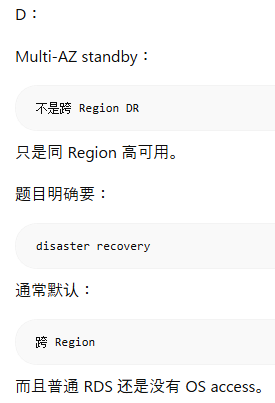 D：
Multi-AZ standby：
不是跨 Region DR
只是同 Region 高可用。
题目明确要：
disaster recovery
通常默认：
跨 Region
而且普通 RDS 还是没有 OS access。